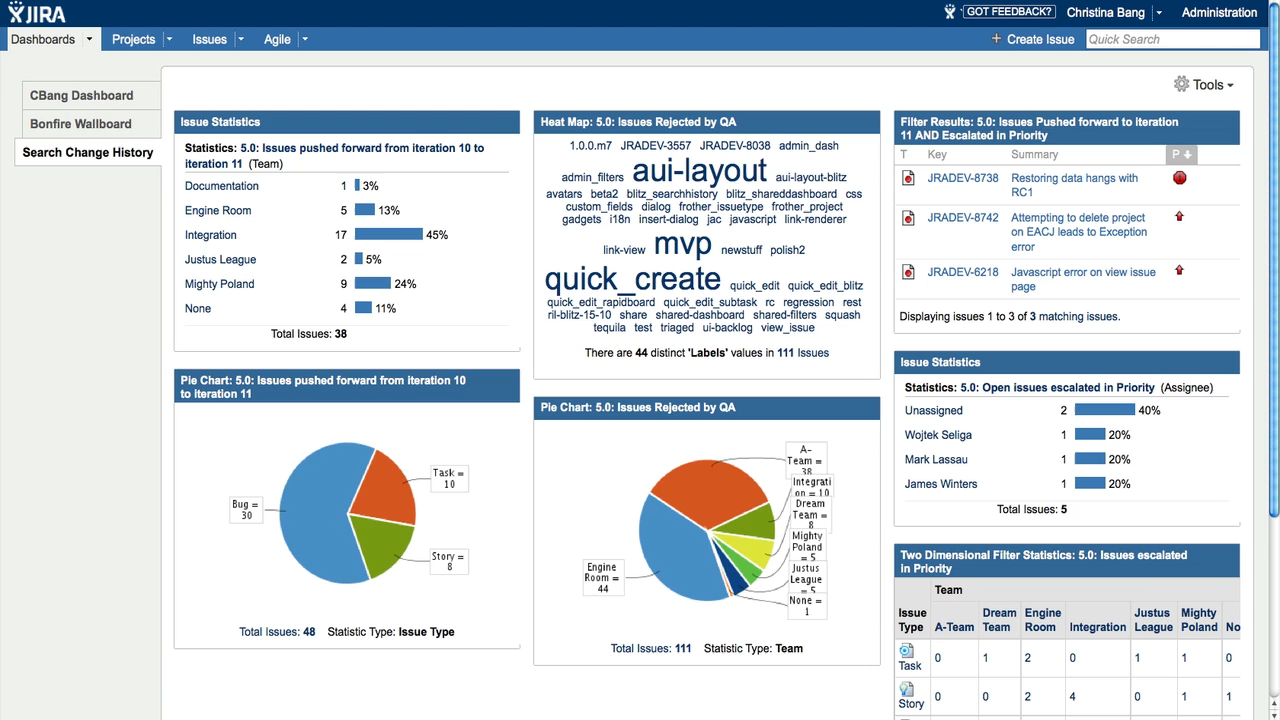 JIRA
GOT FEEDBACK?
Christina Bang
Administration
Dashboards
Projects
Issues
Agile
+ Create Issue
Quick Search
CBang Dashboard
Bonfire Wallboard
Search Change History
Tools
Issue Statistics
Statistics: 5.0: Issues pushed forward from iteration 10 to
iteration 11 (Team)
Documentation 1 3%
Engine Room 5 13%
Integration 17 45%
Justus League 2 5%
Mighty Poland 9 24%
None 4 11%
Total Issues: 38
Pie Chart: 5.0: Issues pushed forward from iteration 10
to iteration 11
Task =
10
Bug =
30
Story =
8
Total Issues: 48 Statistic Type: Issue Type
Heat Map: 5.0: Issues Rejected by QA
1.0.0.m7 JRADEV-3557 JRADEV-8038 admin_dash
admin_filters aui-layout aui-layout-blitz
avatars beta2 blitz_searchhistory blitz_shareddashboard css
custom_fields dialog frother_issuetype frother_project
gadgets i18n insert-dialog jac javascript link-renderer
link-view mvp newstuff polish2
quick_create quick_edit quick_edit_blitz
quick_edit_rapidboard quick_edit_subtask rc regression rest
ril-blitz-15-10 share shared-dashboard shared-filters squash
tequila test triaged ui-backlog view_issue
There are 44 distinct 'Labels' values in 111 Issues
Pie Chart: 5.0: Issues Rejected by QA
A-
Team =
38
Integrati
on = 10
Dream
Team =
8
Mighty
Poland
= 5
Justus
League
= 5
None =
1
Engine
Room =
44
Total Issues: 111 Statistic Type: Team
Filter Results: 5.0: Issues Pushed forward to iteration
11 AND Escalated in Priority
T Key Summary P
JRADEV-8738 Restoring data hangs with
RC1
JRADEV-8742 Attempting to delete project
on EACJ leads to Exception
error
JRADEV-6218 Javascript error on view issue
page
Displaying issues 1 to 3 of 3 matching issues.
Issue Statistics
Statistics: 5.0: Open issues escalated in Priority (Assignee)
Unassigned 2 40%
Wojtek Seliga 1 20%
Mark Lassau 1 20%
James Winters 1 20%
Total Issues: 5
Two Dimensional Filter Statistics: 5.0: Issues escalated
in Priority
Team
Issue Dream Engine Justus Mighty
Type A-Team Team Room Integration League Poland No
Task 0 1 2 0 1 1 0
Story 0 0 2 4 0 1 1